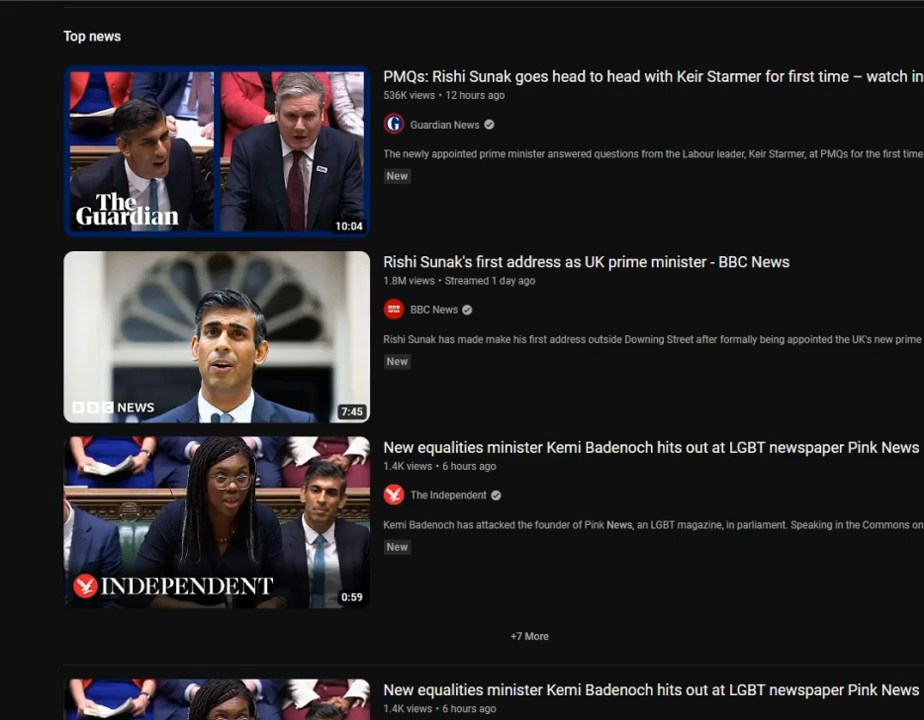 Top news
PMQs: Rishi Sunak goes head to head with Keir Starmer for first time – watch in
536K views • 12 hours ago
G Guardian News
The newly appointed prime minister answered questions from the Labour leader, Keir Starmer, at PMQs for the first time
New
The
Guardian
10:04
Rishi Sunak's first address as UK prime minister - BBC News
1.8M views • Streamed 1 day ago
BBC NEWS BBC News
Rishi Sunak has made make his first address outside Downing Street after formally being appointed the UK's new prime
New
BBC NEWS
7:45
New equalities minister Kemi Badenoch hits out at LGBT newspaper Pink News
1.4K views • 6 hours ago
The Independent
Kemi Badenoch has attacked the founder of Pink News, an LGBT magazine, in parliament. Speaking in the Commons on
New
INDEPENDENT
0:59
+7 More
New equalities minister Kemi Badenoch hits out at LGBT newspaper Pink News
1.4K views • 6 hours ago